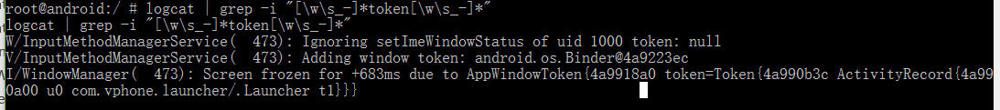 root@android:/ # logcat | grep -i "[\w\s_-]*token[\w\s_-]*"
logcat | grep -i "[\w\s_-]*token[\w\s_-]*"
W/InputMethodManagerService(  473): Ignoring setImeWindowStatus of uid 1000 token: null
V/InputMethodManagerService(  473): Adding window token: android.os.Binder@4a9223ec
I/WindowManager(  473): Screen frozen for +683ms due to AppWindowToken{4a9918a0 token=Token{4a990b3c ActivityRecord{4a99
0a00 u0 com.vphone.launcher/.Launcher t1}}}